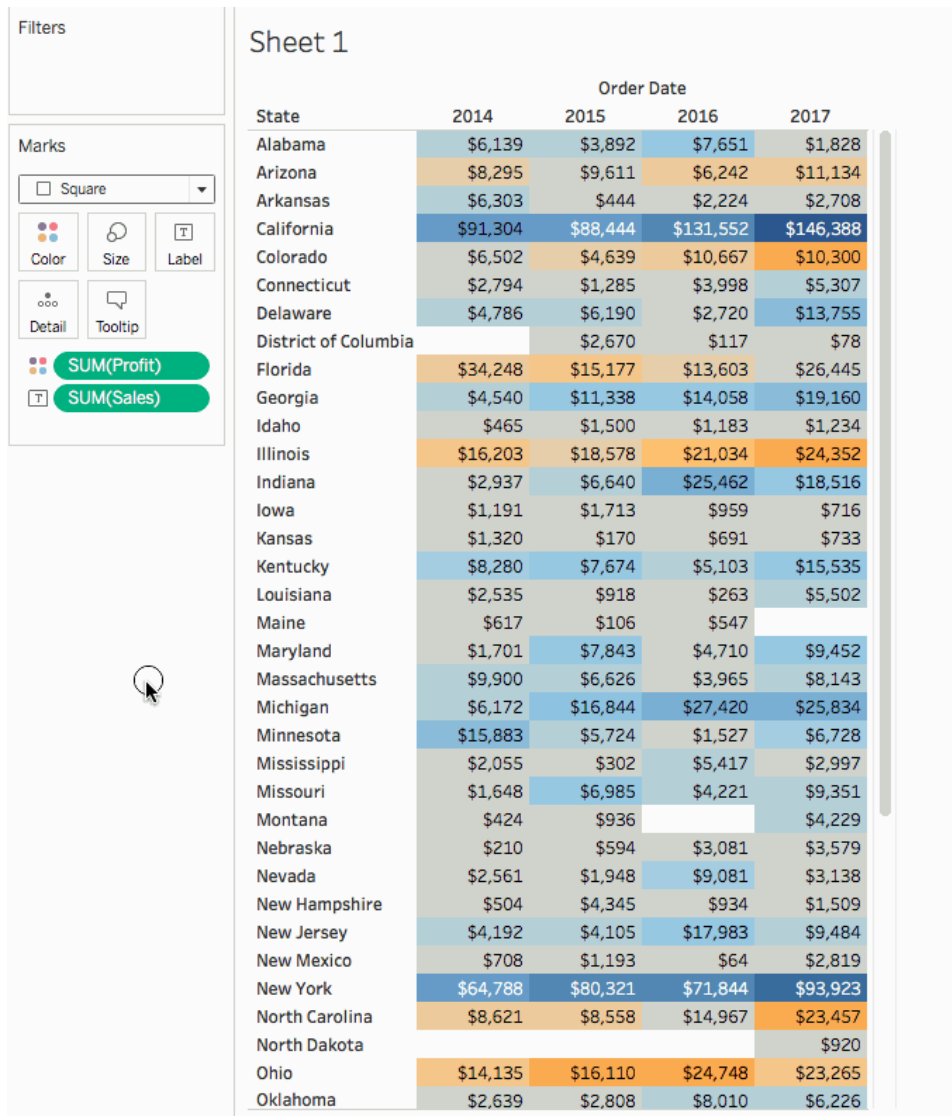 Filters
Marks
Square
Color Size Label
Detail Tooltip
SUM(Profit)
SUM(Sales)
Sheet 1
Order Date
State 2014 2015 2016 2017
Alabama $6,139 $3,892 $7,651 $1,828
Arizona $8,295 $9,611 $6,242 $11,134
Arkansas $6,303 $444 $2,224 $2,708
California $91,304 $88,444 $131,552 $146,388
Colorado $6,502 $4,639 $10,667 $10,300
Connecticut $2,794 $1,285 $3,998 $5,307
Delaware $4,786 $6,190 $2,720 $13,755
District of Columbia $2,670 $117 $78
Florida $34,248 $15,177 $13,603 $26,445
Georgia $4,540 $11,338 $14,058 $19,160
Idaho $465 $1,500 $1,183 $1,234
Illinois $16,203 $18,578 $21,034 $24,352
Indiana $2,937 $6,640 $25,462 $18,516
Iowa $1,191 $1,713 $959 $716
Kansas $1,320 $170 $691 $733
Kentucky $8,280 $7,674 $5,103 $15,535
Louisiana $2,535 $918 $263 $5,502
Maine $617 $106 $547
Maryland $1,701 $7,843 $4,710 $9,452
Massachusetts $9,900 $6,626 $3,965 $8,143
Michigan $6,172 $16,844 $27,420 $25,834
Minnesota $15,883 $5,724 $1,527 $6,728
Mississippi $2,055 $302 $5,417 $2,997
Missouri $1,648 $6,985 $4,221 $9,351
Montana $424 $936 $4,229
Nebraska $210 $594 $3,081 $3,579
Nevada $2,561 $1,948 $9,081 $3,138
New Hampshire $504 $4,345 $934 $1,509
New Jersey $4,192 $4,105 $17,983 $9,484
New Mexico $708 $1,193 $64 $2,819
New York $64,788 $80,321 $71,844 $93,923
North Carolina $8,621 $8,558 $14,967 $23,457
North Dakota $920
Ohio $14,135 $16,110 $24,748 $23,265
Oklahoma $2,639 $2,808 $8,010 $6,226